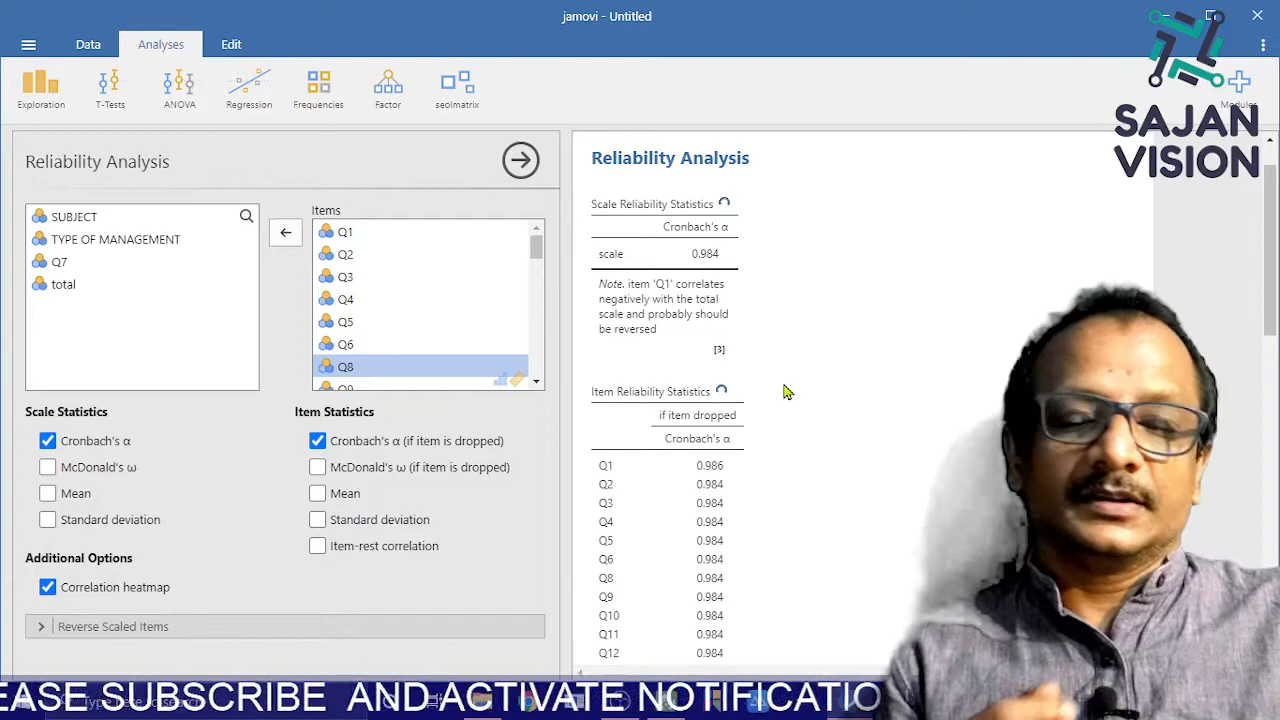 jamovi - Untitled
Data
Analyses
Edit
Exploration
T-Tests
ANOVA
Regression
Frequencies
Factor
seolmatrix
Modules
SAJAN
VISION
Reliability Analysis
SUBJECT
TYPE OF MANAGEMENT
Q7
total
Items
Q1
Q2
Q3
Q4
Q5
Q6
Q8
Q9
Scale Statistics
Cronbach's α
McDonald's ω
Mean
Standard deviation
Item Statistics
Cronbach's α (if item is dropped)
McDonald's ω (if item is dropped)
Mean
Standard deviation
Item-rest correlation
Additional Options
Correlation heatmap
Reverse Scaled Items
Reliability Analysis
Scale Reliability Statistics
Cronbach's α
scale 0.984
Note. item 'Q1' correlates
negatively with the total
scale and probably should
be reversed
[3]
Item Reliability Statistics
if item dropped
Cronbach's α
Q1 0.986
Q2 0.984
Q3 0.984
Q4 0.984
Q5 0.984
Q6 0.984
Q8 0.984
Q9 0.984
Q10 0.984
Q11 0.984
Q12 0.984
EASE SUBSCRIBE AND ACTIVATE NOTIFICATIO